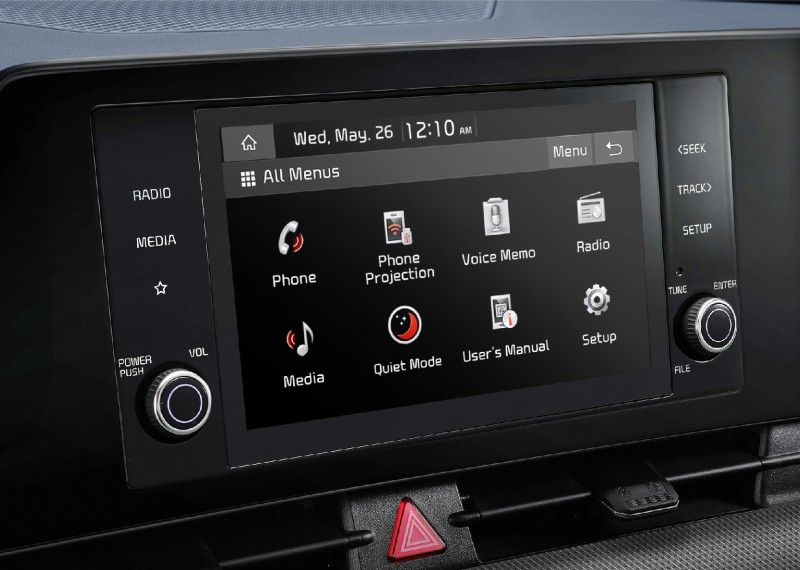 Wed, May. 26 12:10 AM
All Menus
Menu
Phone
Phone
Projection
Voice Memo
Radio
Media
Quiet Mode
User's Manual
Setup
RADIO
MEDIA
POWER
PUSH
VOL
<SEEK
TRACK>
SETUP
TUNE
ENTER
FILE